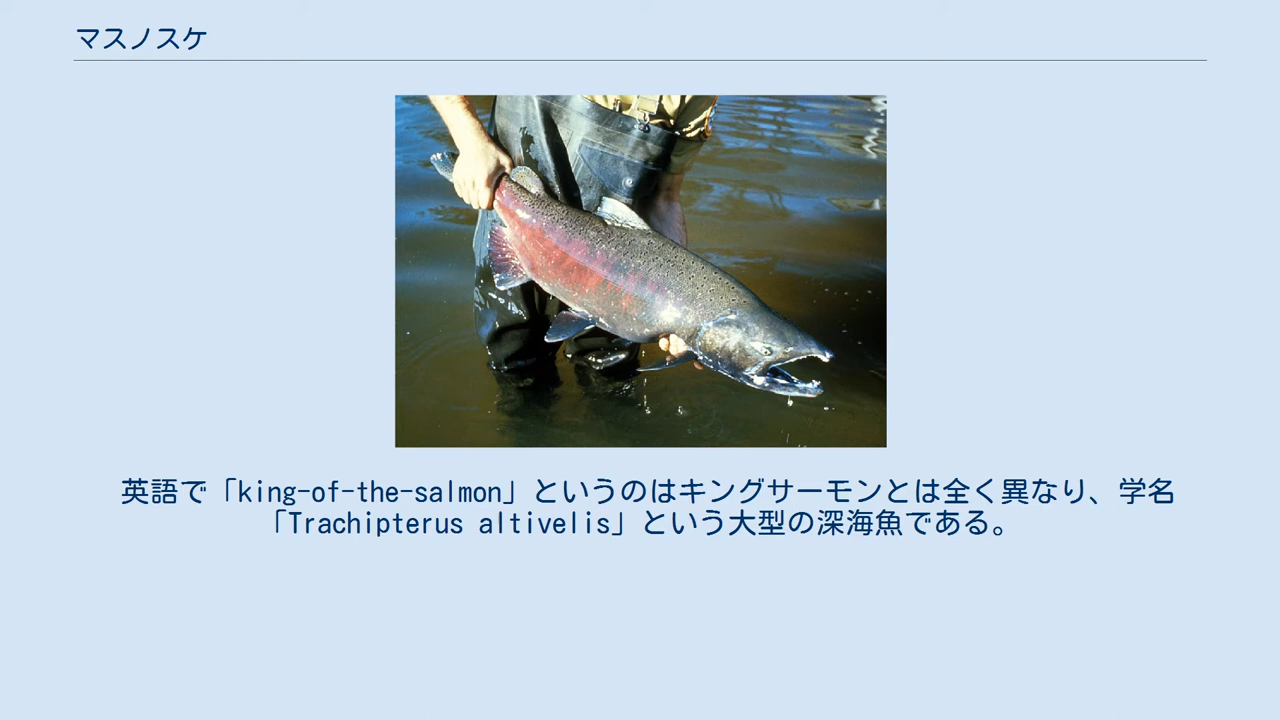 マスノスケ
英語で「king-of-the-salmon」というのはキングサーモンとは全く異なり、学名
「Trachipterus altivelis」という大型の深海魚である。